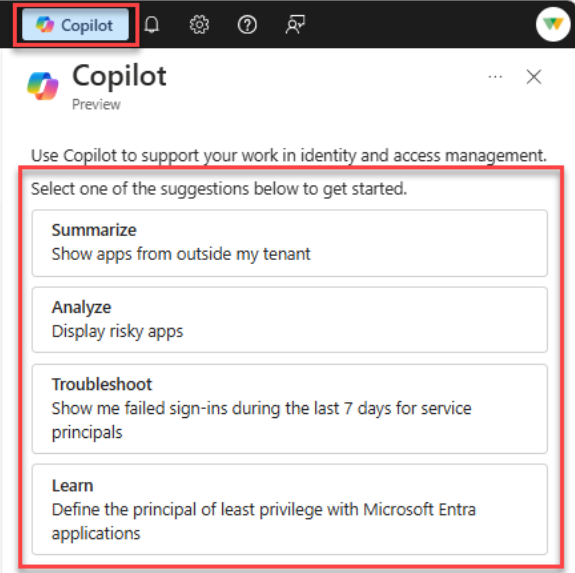 Copilot
Copilot
Preview
Use Copilot to support your work in identity and access management.
Select one of the suggestions below to get started.
Summarize
Show apps from outside my tenant
Analyze
Display risky apps
Troubleshoot
Show me failed sign-ins during the last 7 days for service
principals
Learn
Define the principal of least privilege with Microsoft Entra
applications